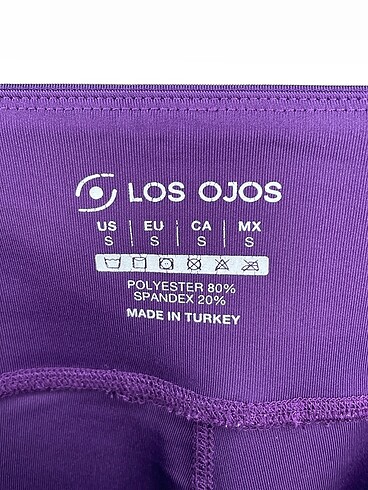 LOS OJOS
US EU CA MX
S S S S
POLYESTER 80%
SPANDEX 20%
MADE IN TURKEY